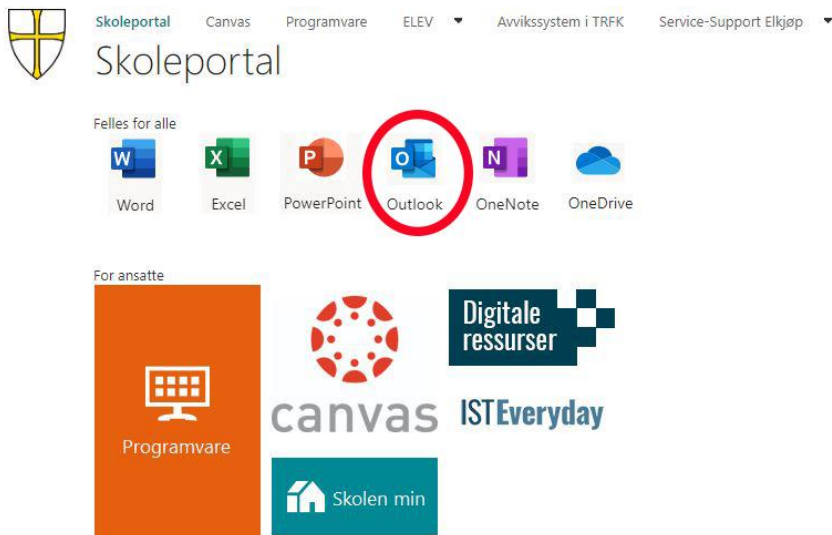 Skoleportal Canvas Programvare ELEV Avvikssystem i TRFK Service-Support Elkjøp
Skoleportal
Felles for alle
W X P O N
Word Excel PowerPoint Outlook OneNote OneDrive
For ansatte
Programvare
canvas
Digitale
ressurser
ISTEveryday
Skolen min